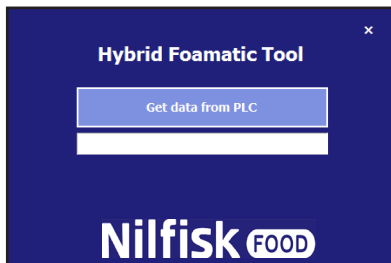 ×
Hybrid Foamatic Tool
Get data from PLC
Nilfisk FOOD